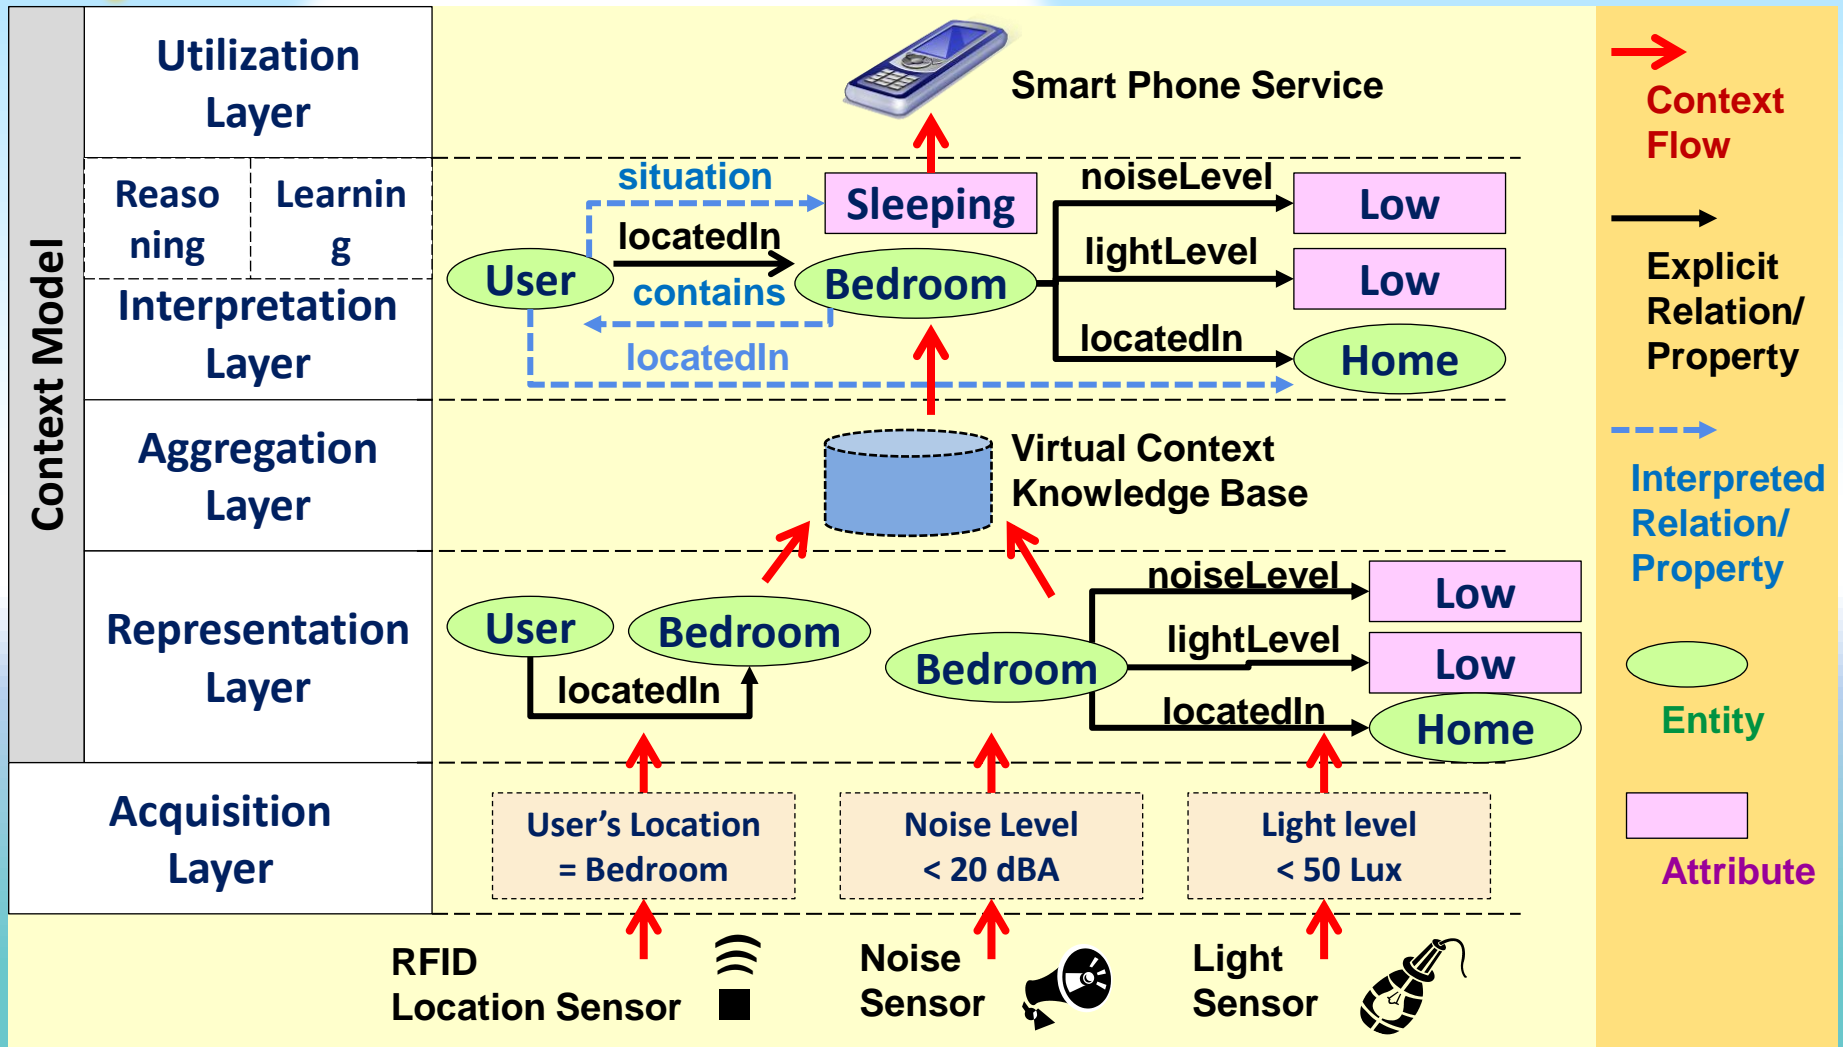 Context Model
Utilization
Layer
Smart Phone Service
Reaso
ning
Learnin
g
Interpretation
Layer
situation
Sleeping
locatedIn
User
contains
Bedroom
locatedIn
noiseLevel
Low
lightLevel
Low
locatedIn
Home
Aggregation
Layer
Virtual Context
Knowledge Base
Representation
Layer
User
Bedroom
locatedIn
Bedroom
noiseLevel
Low
lightLevel
Low
locatedIn
Home
Acquisition
Layer
User’s Location
= Bedroom
Noise Level
< 20 dBA
Light level
< 50 Lux
RFID
Location Sensor
Noise
Sensor
Light
Sensor
Context
Flow
Explicit
Relation/
Property
Interpreted
Relation/
Property
Entity
Attribute